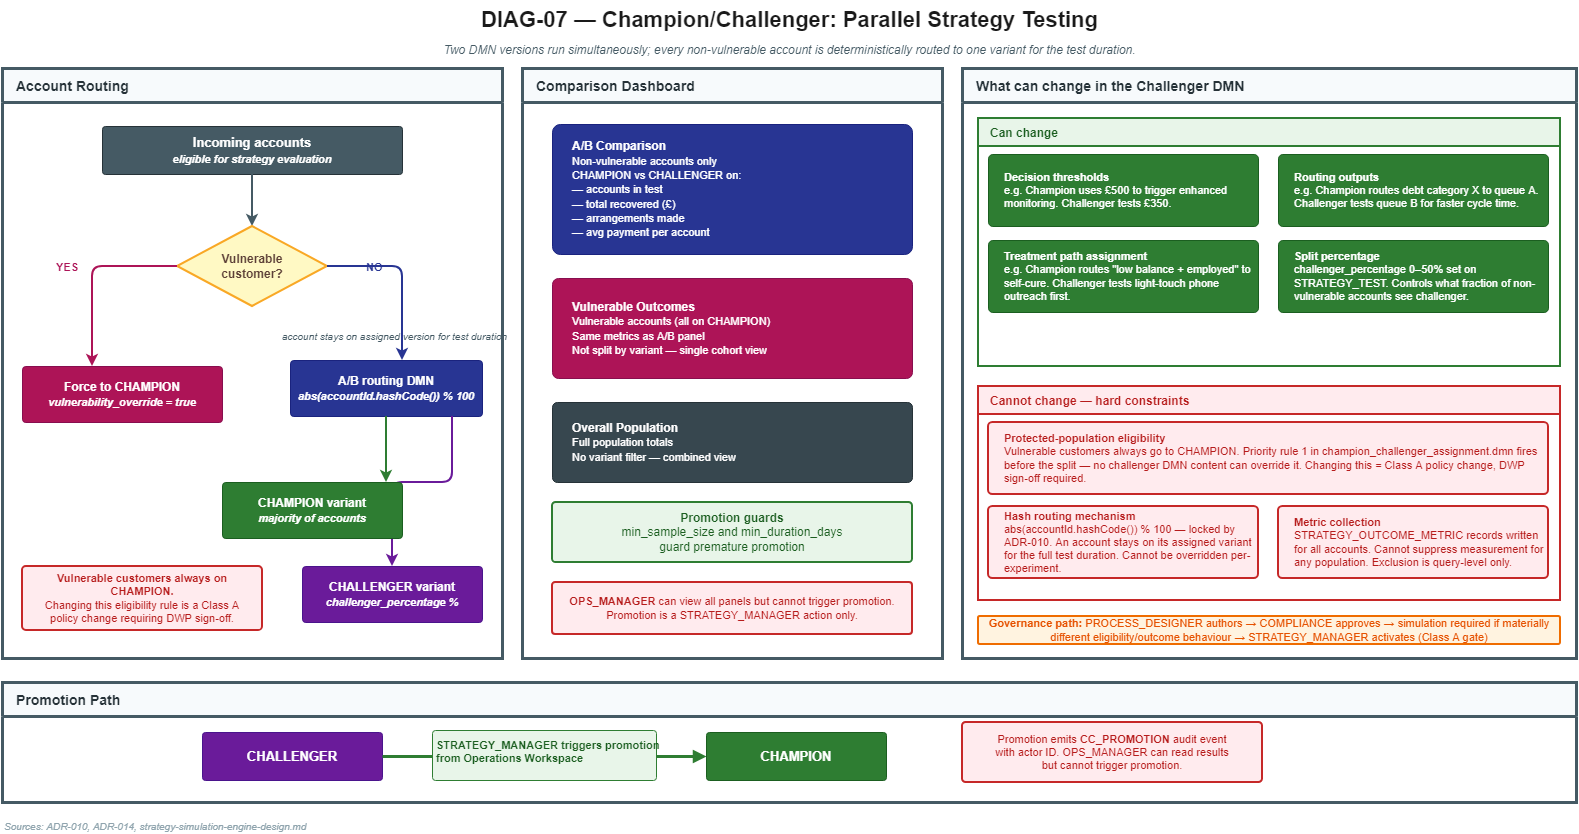 DIAG-07 — Champion/Challenger: Parallel Strategy Testing
Two DMN versions run simultaneously; every non-vulnerable account is deterministically routed to one variant for the test duration.
Account Routing
Incoming accounts
eligible for strategy evaluation
Vulnerable
customer?
YES
NO
account stays on assigned version for test duration
Force to CHAMPION
vulnerability_override = true
A/B routing DMN
abs(accountId.hashCode()) % 100
CHAMPION variant
majority of accounts
CHALLENGER variant
challenger_percentage %
Vulnerable customers always on
CHAMPION.
Changing this eligibility rule is a Class A
policy change requiring DWP sign-off.
Comparison Dashboard
A/B Comparison
Non-vulnerable accounts only
CHAMPION vs CHALLENGER on:
— accounts in test
— total recovered (£)
— arrangements made
— avg payment per account
Vulnerable Outcomes
Vulnerable accounts (all on CHAMPION)
Same metrics as A/B panel
Not split by variant — single cohort view
Overall Population
Full population totals
No variant filter — combined view
Promotion guards
min_sample_size and min_duration_days
guard premature promotion
OPS_MANAGER can view all panels but cannot trigger promotion.
Promotion is a STRATEGY_MANAGER action only.
What can change in the Challenger DMN
Can change
Decision thresholds
e.g. Champion uses £500 to trigger enhanced
monitoring. Challenger tests £350.
Routing outputs
e.g. Champion routes debt category X to queue A.
Challenger tests queue B for faster cycle time.
Treatment path assignment
e.g. Champion routes "low balance + employed" to
self-cure. Challenger tests light-touch phone
outreach first.
Split percentage
challenger_percentage 0–50% set on
STRATEGY_TEST. Controls what fraction of non-
vulnerable accounts see challenger.
Cannot change — hard constraints
Protected-population eligibility
Vulnerable customers always go to CHAMPION. Priority rule 1 in champion_challenger_assignment.dmn fires
before the split — no challenger DMN content can override it. Changing this = Class A policy change, DWP
sign-off required.
Hash routing mechanism
abs(accountId.hashCode()) % 100 — locked by
ADR-010. An account stays on its assigned variant
for the full test duration. Cannot be overridden per-
experiment.
Metric collection
STRATEGY_OUTCOME_METRIC records written
for all accounts. Cannot suppress measurement for
any population. Exclusion is query-level only.
Governance path: PROCESS_DESIGNER authors → COMPLIANCE approves → simulation required if materially
different eligibility/outcome behaviour → STRATEGY_MANAGER activates (Class A gate)
Promotion Path
CHALLENGER
STRATEGY_MANAGER triggers promotion
from Operations Workspace
CHAMPION
Promotion emits CC_PROMOTION audit event
with actor ID. OPS_MANAGER can read results
but cannot trigger promotion.
Sources: ADR-010, ADR-014, strategy-simulation-engine-design.md